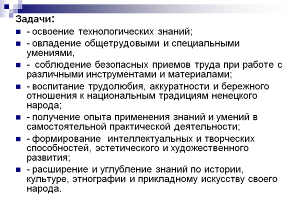 Задачи:
- освоение технологических знаний;
- овладение общетрудовыми и специальными
умениями,
- соблюдение безопасных приемов труда при работе с
различными инструментами и материалами;
- воспитание трудолюбия, аккуратности и бережного
отношения к национальным традициям ненецкого
народа;
- получение опыта применения знаний и умений в
самостоятельной практической деятельности;
- формирование интеллектуальных и творческих
способностей, эстетического и художественного
развития;
- расширение и углубление знаний по истории,
культуре, этнографии и прикладному искусству своего
народа.